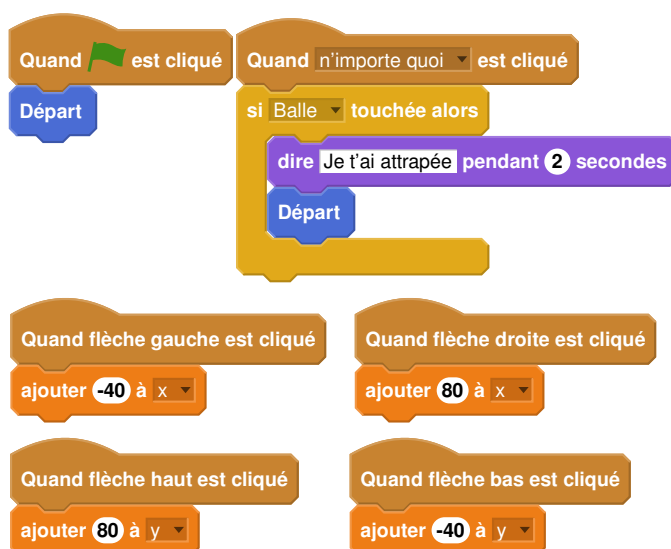 Quand est cliqué
Départ
Quand n'importe quoi est cliqué
si Balle touchée alors
dire Je t'ai attrapée pendant 2 secondes
Départ
Quand flèche gauche est cliqué
ajouter -40 à x
Quand flèche droite est cliqué
ajouter 80 à x
Quand flèche haut est cliqué
ajouter 80 à y
Quand flèche bas est cliqué
ajouter -40 à y